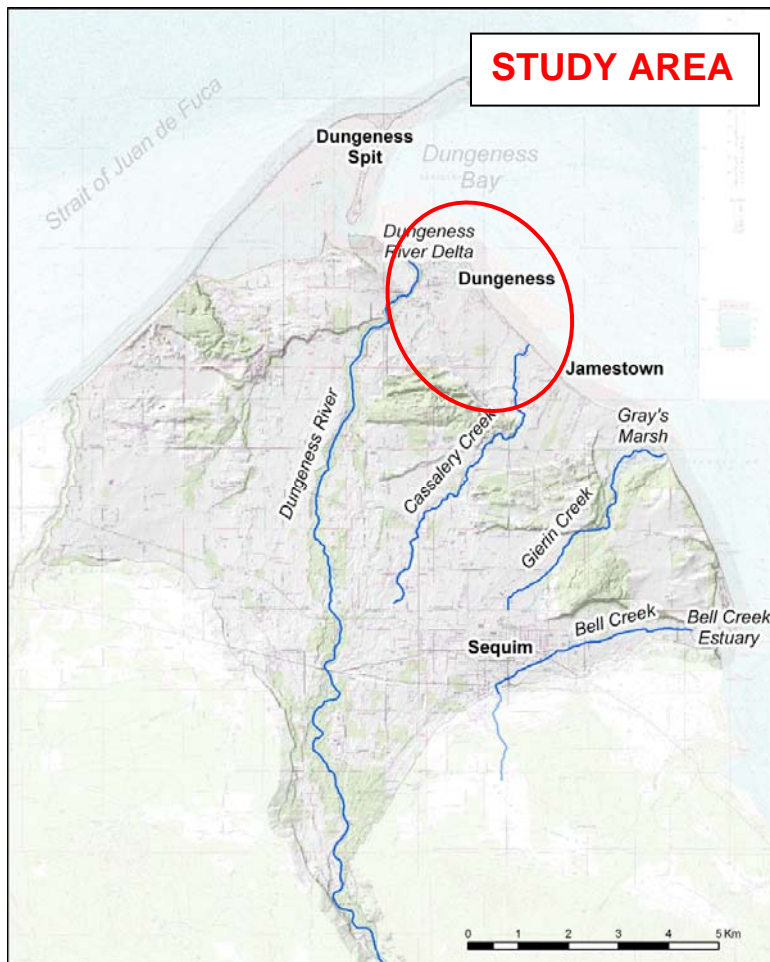 STUDY AREA
Strait of Juan de Fuca
Dungeness
Spit
Dungeness
Bay
Dungeness
River Delta
Dungeness
Jamestown
Gray's
Marsh
Dungeness River
Cassalery Creek
Gierin Creek
Bell Creek
Bell Creek
Estuary
Sequim
0 1 2 3 4 5 Km